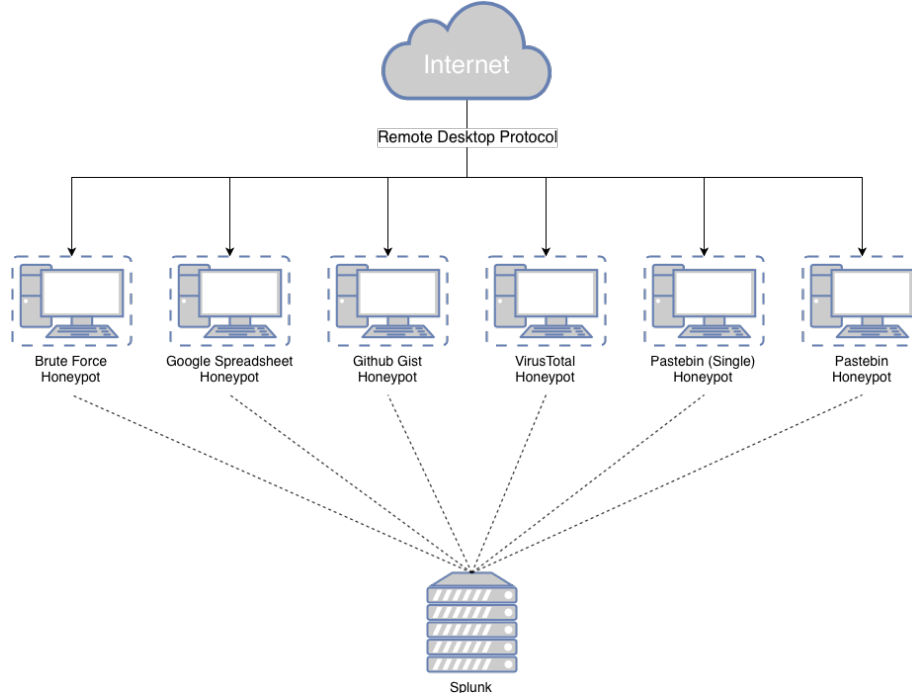 Internet
Remote Desktop Protocol
Brute Force
Honeypot
Google Spreadsheet
Honeypot
Github Gist
Honeypot
VirusTotal
Honeypot
Pastebin (Single)
Honeypot
Pastebin
Honeypot
Splunk